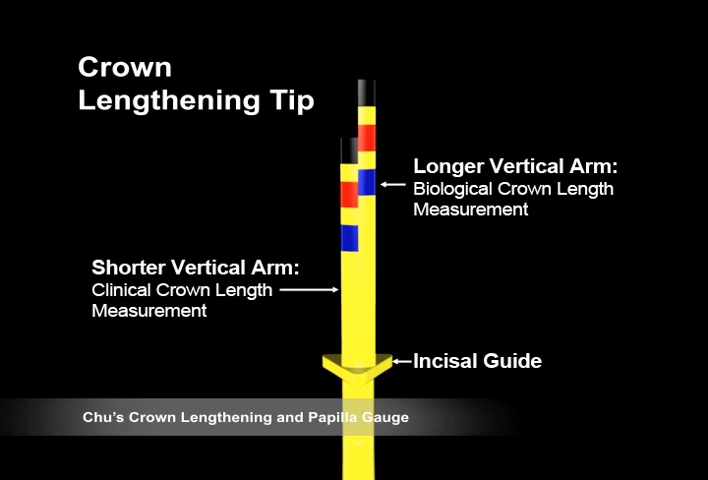 Crown
Lengthening Tip
Longer Vertical Arm:
Biological Crown Length
Measurement
Shorter Vertical Arm:
Clinical Crown Length
Measurement
Incisal Guide
Chu's Crown Lengthening and Papilla Gauge